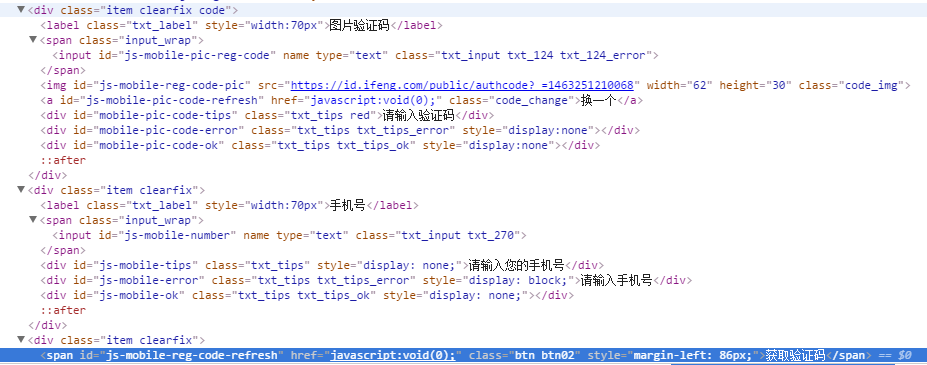 ▼<div class="item clearfix code">
<label class="txt_label" style="width:70px">图片验证码</label>
▼<span class="input_wrap">
<input id="js-mobile-pic-reg-code" name type="text" class="txt_input txt_124 txt_124_error">
</span>
<img id="js-mobile-reg-code-pic" src="https://id.ifeng.com/public/authcode?_=1463251210068" width="62" height="30" class="code_img">
<a id="js-mobile-pic-code-refresh" href="javascript:void(0);" class="code_change">换一个</a>
<div id="mobile-pic-code-tips" class="txt_tips red">请输入验证码</div>
<div id="mobile-pic-code-error" class="txt_tips txt_tips_error" style="display:none"></div>
<div id="mobile-pic-code-ok" class="txt_tips txt_tips_ok" style="display:none"></div>
::after
</div>
▼<div class="item clearfix">
<label class="txt_label" style="width:70px">手机号</label>
▼<span class="input_wrap">
<input id="js-mobile-number" name type="text" class="txt_input txt_270">
</span>
<div id="js-mobile-tips" class="txt_tips" style="display: none;">请输入您的手机号</div>
<div id="js-mobile-error" class="txt_tips txt_tips_error" style="display: block;">请输入手机号</div>
<div id="js-mobile-ok" class="txt_tips txt_tips_ok" style="display: none;"></div>
::after
</div>
▼<div class="item clearfix">
<span id="js-mobile-reg-code-refresh" href="javascript:void(0);" class="btn btn02" style="margin-left: 86px;">获取验证码</span> == $0